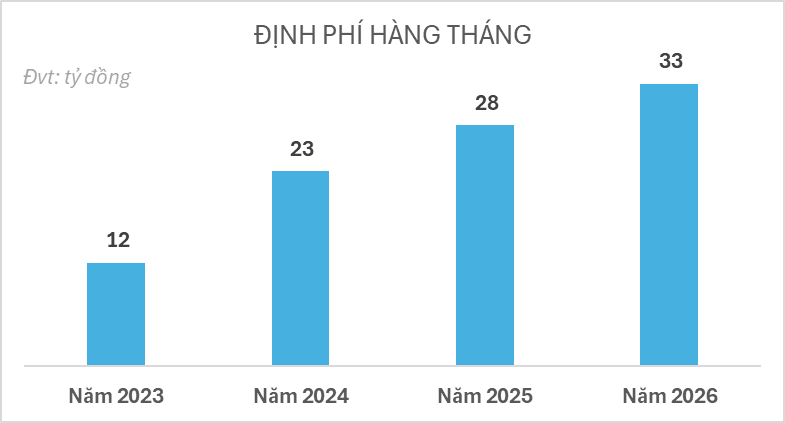 ĐỊNH PHÍ HÀNG THÁNG
Đvt: tỷ đồng
12
23
28
33
Năm 2023
Năm 2024
Năm 2025
Năm 2026